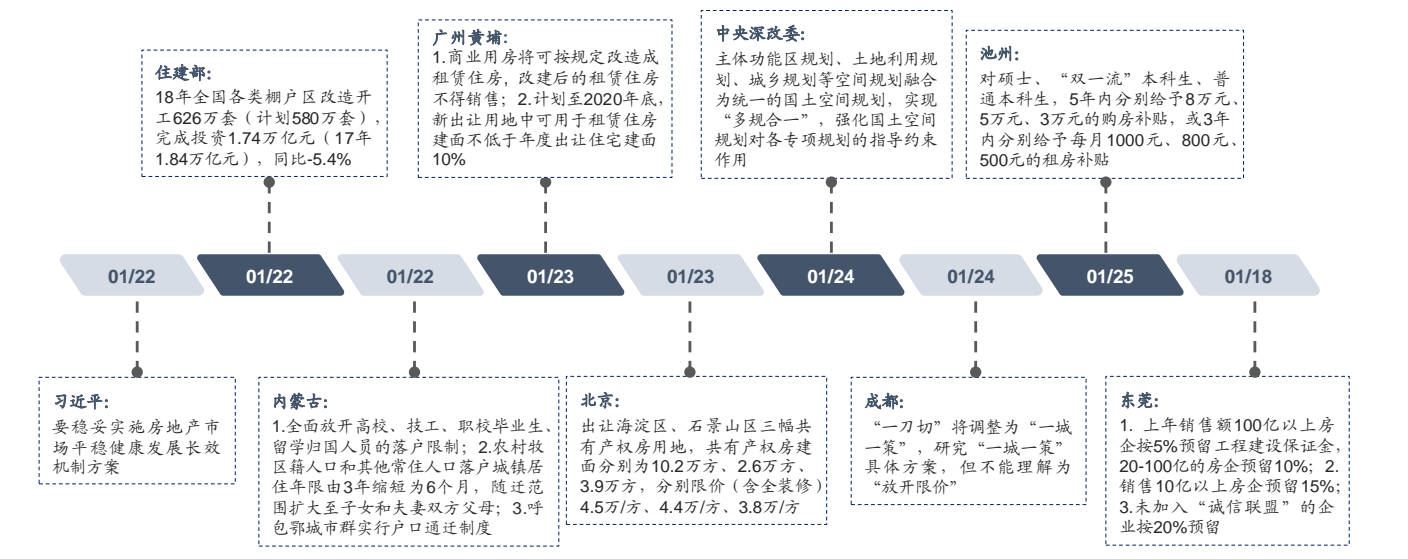 住建部：
18年全国各类棚户区改造开
工626万套（计划580万套），
完成投资1.74万亿元（17年
1.84万亿元），同比-5.4%
广州黄埔：
1.商业用房将可按规定改造成
租赁住房，改建后的租赁住房
不得销售；2.计划至2020年底，
新出让用地中可用于租赁住房
建面不低于年度出让住宅建面
10%
中央深改委：
主体功能区规划、土地利用规
划、城乡规划等空间规划融合
为统一的国土空间规划，实现
“多规合一”，强化国土空间
规划对各专项规划的指导约束
作用
池州：
对硕士、“双一流”本科生、普
通本科生，5年内分别给予8万元、
5万元、3万元的购房补贴，或3年
内分别给予每月1000元、800元、
500元的租房补贴
01/22
01/22
01/22
01/23
01/23
01/24
01/24
01/25
01/18
习近平：
要稳妥实施房地产市
场平稳健康发展长效
机制方案
内蒙古：
1.全面放开高校、技工、职校毕业生、
留学归国人员的落户限制；2.农村牧
区籍人口和其他常住人口落户城镇居
住年限由3年缩短为6个月，随迁范
围扩大至子女和夫妻双方父母；3.呼
包鄂城市群实行户口通迁制度
北京：
出让海淀区、石景山区三幅共
有产权房用地，共有产权房建
面分别为10.2万方、2.6万方、
3.9万方，分别限价（含全装修）
4.5万/方、4.4万/方、3.8万/方
成都：
“一刀切”将调整为“一城
一策”，研究“一城一策”
具体方案，但不能理解为
“放开限价”
东莞：
1. 上年销售额100亿以上房
企按5%预留工程建设保证金，
20-100亿的房企预留10%；2.
销售10亿以上房企预留15%；
3.未加入“诚信联盟”的企
业按20%预留